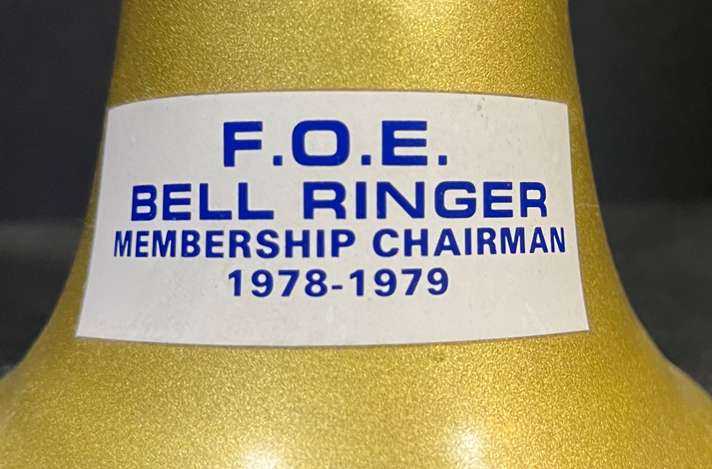 F.O.E.
BELL RINGER
MEMBERSHIP CHAIRMAN
1978-1979